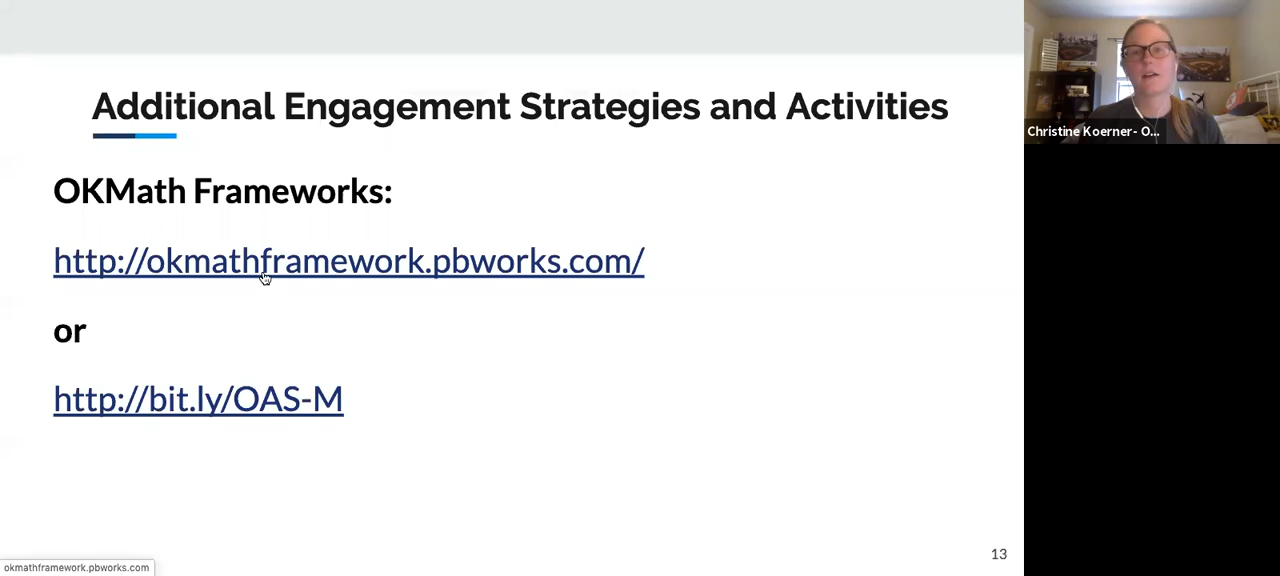 Additional Engagement Strategies and Activities
OKMath Frameworks:
http://okmathframework.pbworks.com/
or
http://bit.ly/OAS-M
Christine Koerner- O...
13
okmathframework.pbworks.com